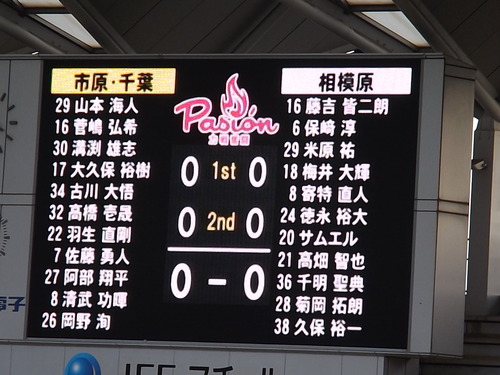 市原・千葉
29 山本 海人
16 菅嶋 弘希
30 溝渕 雄志
17 大久保 裕樹
34 古川 大悟
32 高橋 壱晟
22 羽生 直剛
7 佐藤 勇人
27 阿部 翔平
8 清武 功暉
26 岡野 洵
Pasión
0 1st 0
0 2nd 0
0 - 0
相模原
16 藤吉 皆二朗
6 保崎 淳
29 米原 祐
18 梅井 大輝
8 寄特 直人
24 徳永 裕大
20 サムエル
21 高畑 智也
36 千明 聖典
28 菊岡 拓朗
38 久保 裕一
JFE スチール